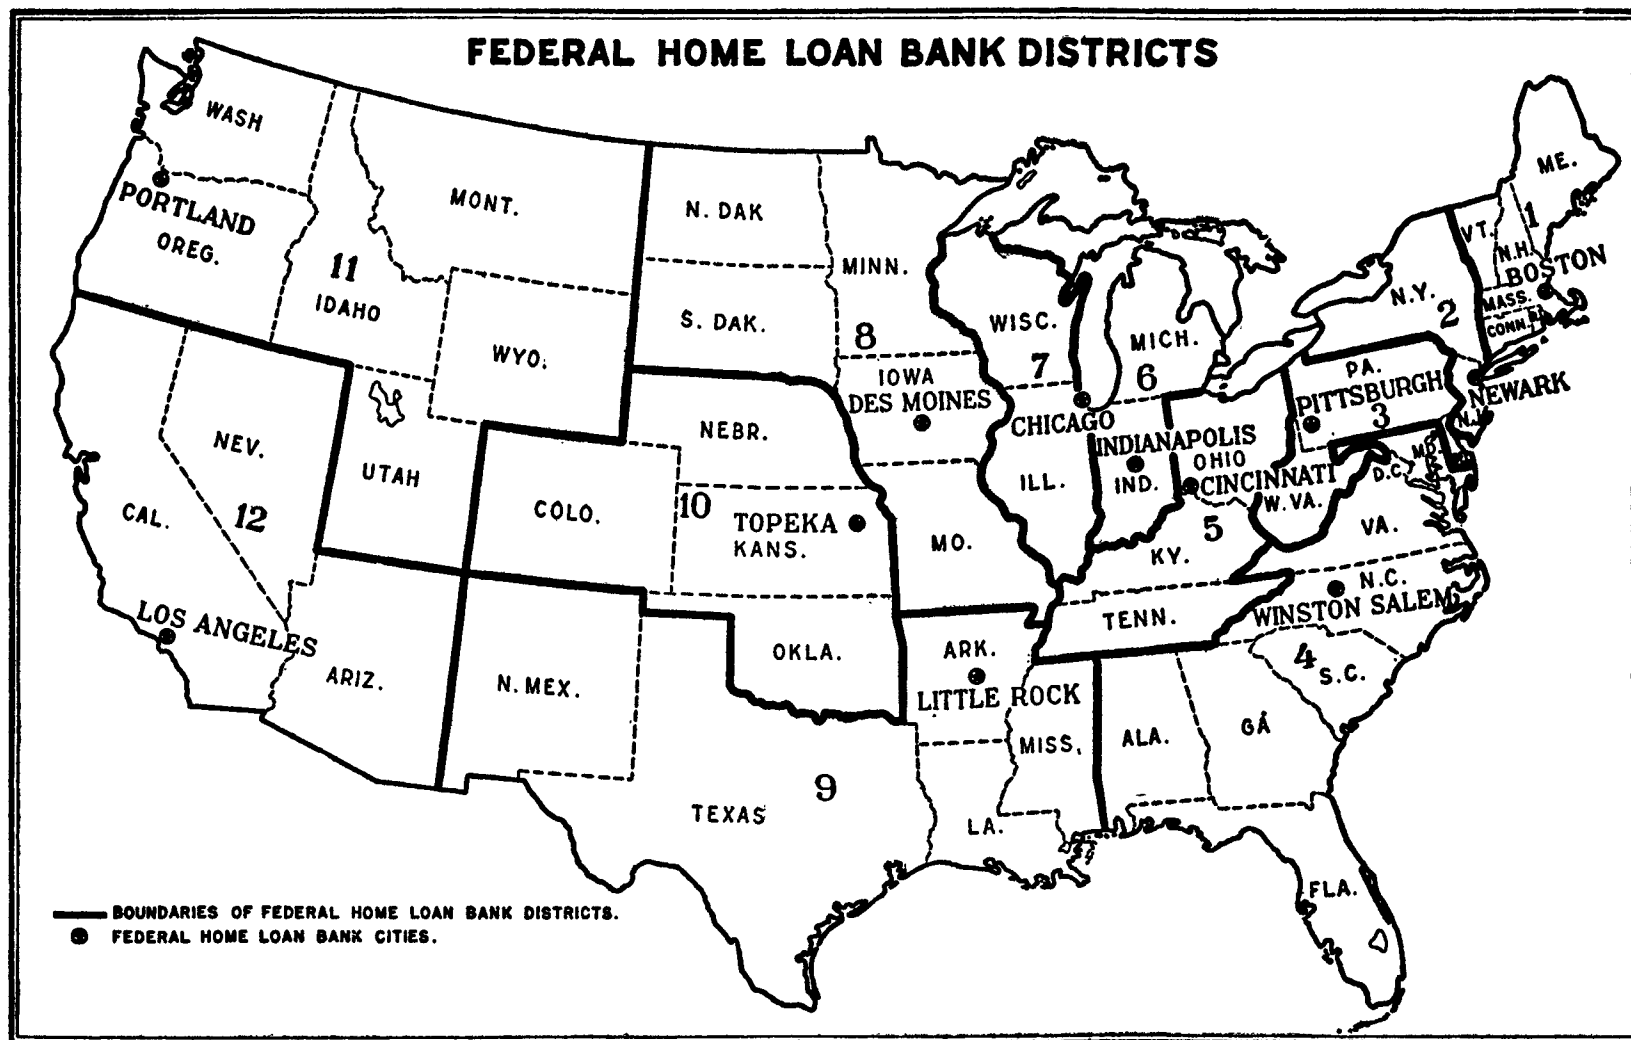 FEDERAL HOME LOAN BANK DISTRICTS
WASH
PORTLAND
OREG.
MONT.
11
IDAHO
WYO.
N. DAK
S. DAK.
MINN.
8
IOWA
DES MOINES
WISC.
7
MICH.
6
ME.
VT.
N.H.
1
BOSTON
MASS.
CONN.
N.Y.
2
PA.
PITTSBURGH
3
NEWARK
N.J.
MD.
D.C.
NEV.
CAL.
12
UTAH
COLO.
NEBR.
10
TOPEKA
KANS.
MO.
CHICAGO
ILL.
INDIANAPOLIS
IND.
OHIO
CINCINNATI
W.VA.
5
KY.
VA.
N.C.
WINSTON SALEM
TENN.
LOS ANGELES
ARIZ.
N. MEX.
OKLA.
ARK.
LITTLE ROCK
MISS.
ALA.
GA
4
S.C.
TEXAS
9
LA.
FLA.
BOUNDARIES OF FEDERAL HOME LOAN BANK DISTRICTS.
FEDERAL HOME LOAN BANK CITIES.